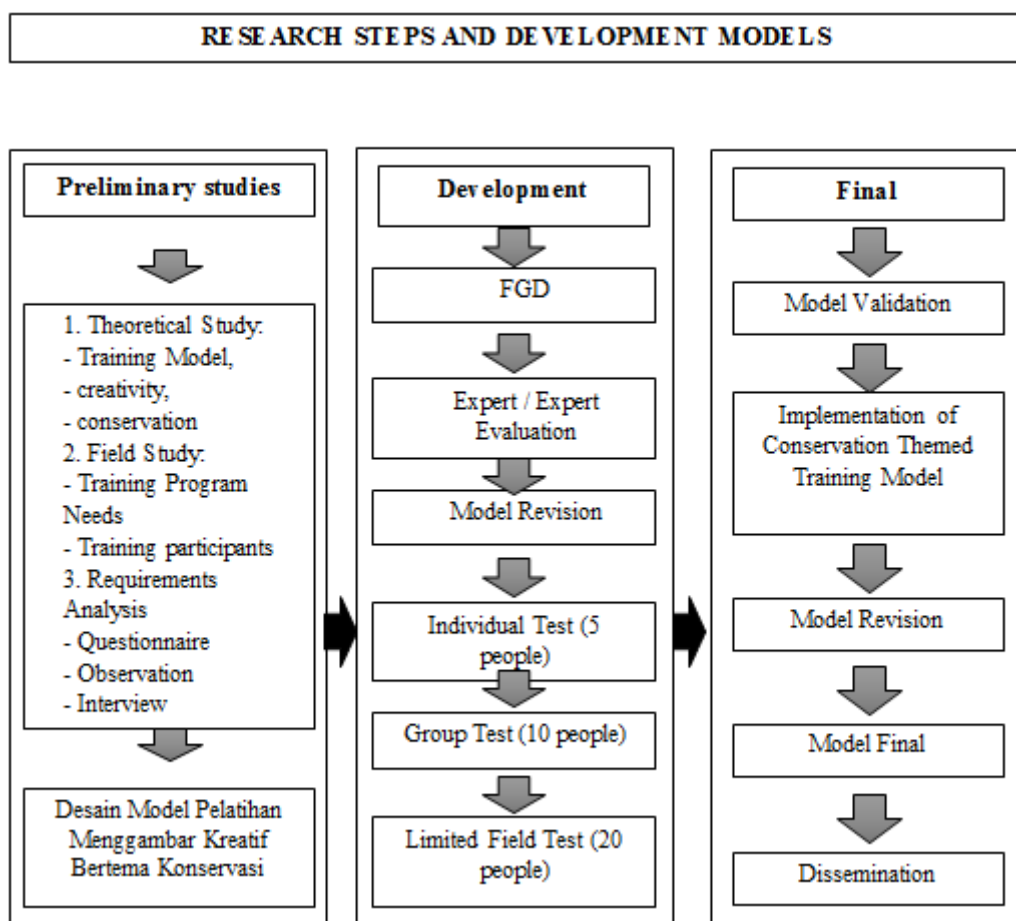 RESEARCH STEPS AND DEVELOPMENT MODELS
Preliminary studies
1. Theoretical Study:
- Training Model,
- creativity,
- conservation
2. Field Study:
- Training Program
Needs
- Training participants
3. Requirements
Analysis
- Questionnaire
- Observation
- Interview
Desain Model Pelatihan
Menggambar Kreatif
Bertema Konservasi
Development
FGD
Expert / Expert
Evaluation
Model Revision
Individual Test (5
people)
Group Test (10 people)
Limited Field Test (20
people)
Final
Model Validation
Implementation of
Conservation Themed
Training Model
Model Revision
Model Final
Dissemination